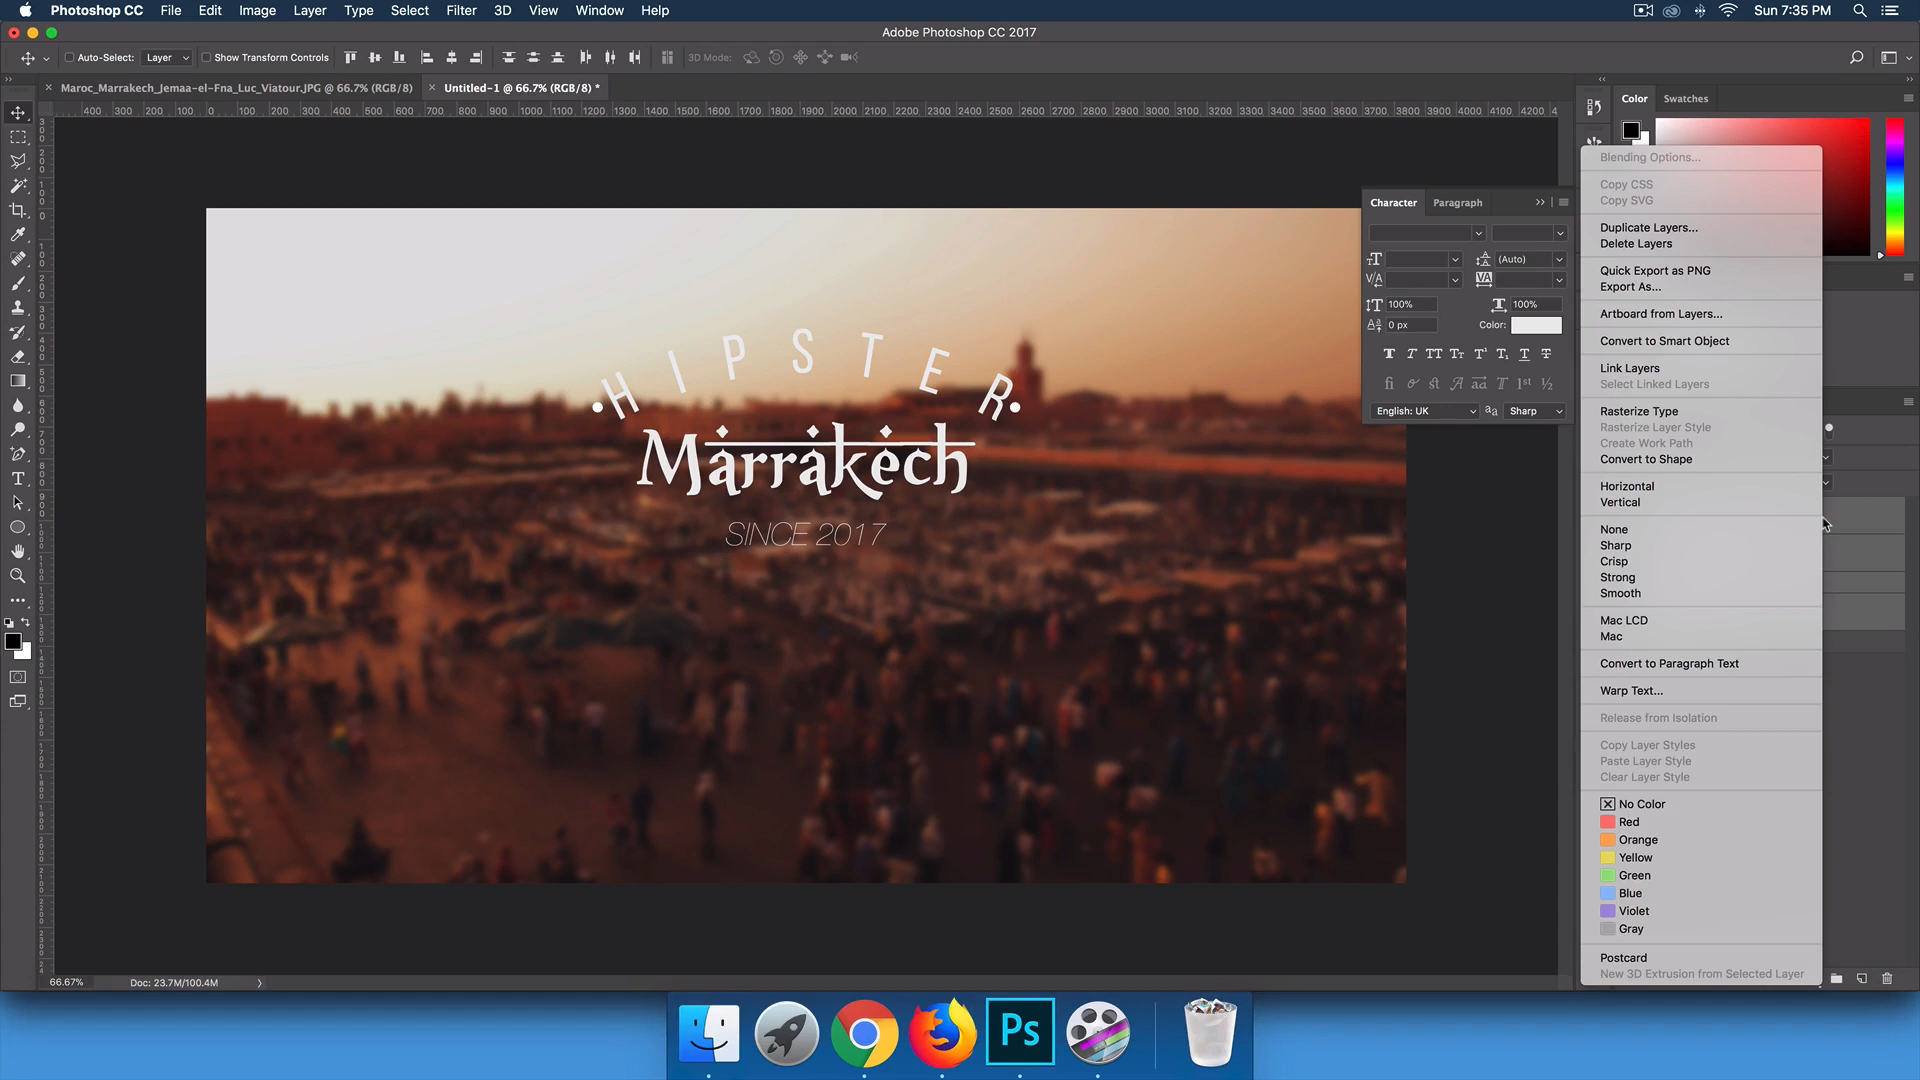 Photoshop CC File Edit Image Layer Type Select Filter 3D View Window Help Sun 7:35 PM
Adobe Photoshop CC 2017
Auto-Select: Layer Show Transform Controls 3D Mode:
Maroc_Marrakech_Jemaa-el-Fna_Luc_Viatour.JPG @ 66.7% (RGB/8) Untitled-1 @ 66.7% (RGB/8) *
400 300 200 100 0 100 200 300 400 500 600 700 800 900 1000 1100 1200 1300 1400 1500 1600 1700 1800 1900 2000 2100 2200 2300 2400 2500 2600 2700 2800 2900 3000 3100 3200 3300 3400 3500 3600 3700 3800 3900 4000 4100 4200
Color Swatches
Character Paragraph
(Auto)
100% 100%
0 px Color:
English: UK Sharp
HIPSTER
Marrakech
SINCE 2017
Blending Options...
Copy CSS
Copy SVG
Duplicate Layers...
Delete Layers
Quick Export as PNG
Export As...
Artboard from Layers...
Convert to Smart Object
Link Layers
Select Linked Layers
Rasterize Type
Rasterize Layer Style
Create Work Path
Convert to Shape
Horizontal
Vertical
None
Sharp
Crisp
Strong
Smooth
Mac LCD
Mac
Convert to Paragraph Text
Warp Text...
Release from Isolation
Copy Layer Styles
Paste Layer Style
Clear Layer Style
No Color
Red
Orange
Yellow
Green
Blue
Violet
Gray
Postcard
New 3D Extrusion from Selected Layer
66.67% Doc: 23.7M/100.4M
Ps